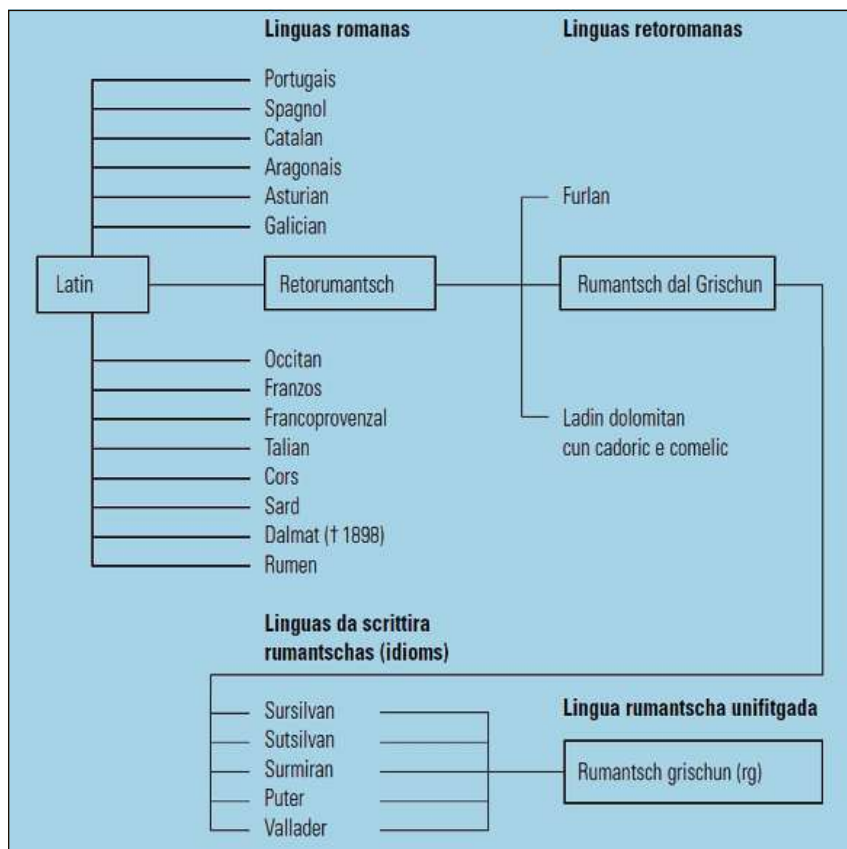 Linguas romanas
Linguas retoromanas
Portugais
Spagnol
Catalan
Aragonais
Asturian
Galician
Furlan
Latin
Retorumantsch
Rumantsch dal Grischun
Occitan
Franzos
Francoprovenzal
Talian
Cors
Sard
Dalmat († 1898)
Rumen
Ladin dolomitan
cun cadoric e comelic
Linguas da scrittira
rumantschas (idioms)
Sursilvan
Sutsilvan
Surmiran
Puter
Vallader
Lingua rumantscha unifitgada
Rumantsch grischun (rg)